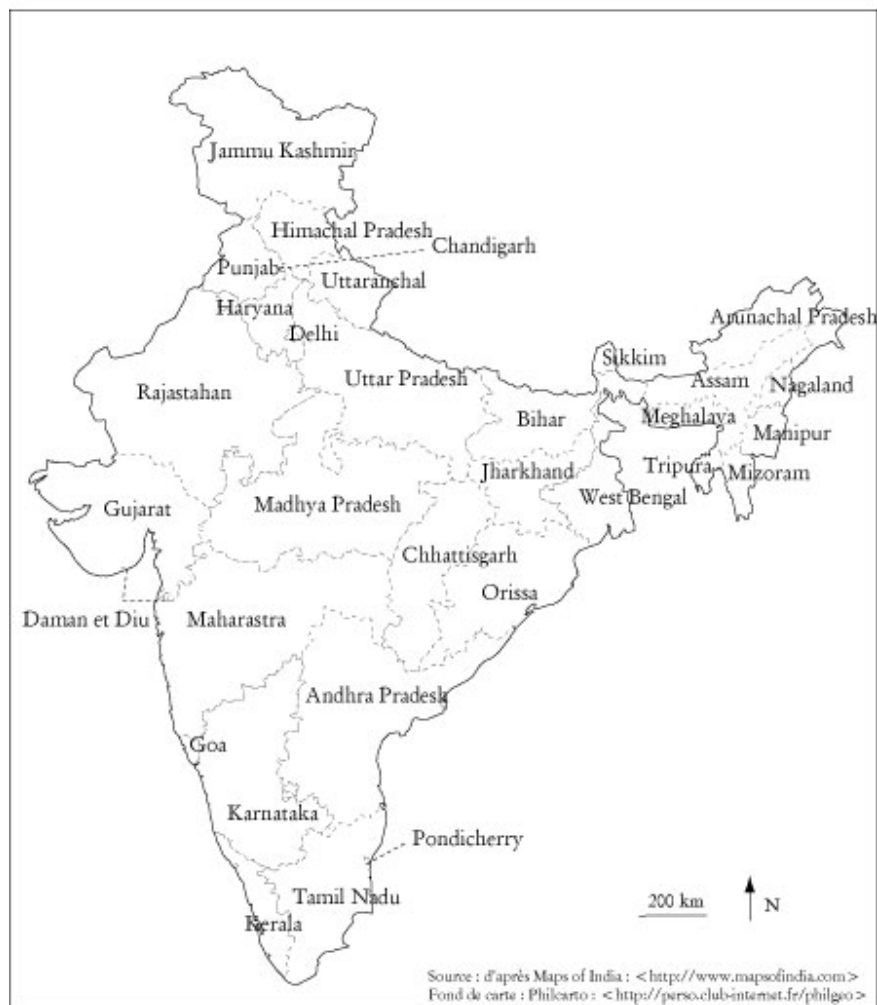 Jammu Kashmir
Himachal Pradesh
Chandigarh
Punjab
Uttaranchal
Haryana
Delhi
Arunachal Pradesh
Sikkim
Assam
Nagaland
Uttar Pradesh
Rajastahan
Bihar
Meghalaya
Manipur
Jharkhand
Tripura
Mizoram
West Bengal
Madhya Pradesh
Gujarat
Chhattisgarh
Orissa
Daman et Diu
Maharastra
Andhra Pradesh
Goa
Karnataka
Pondicherry
Tamil Nadu
Kerala
200 km
N
Source : d'après Maps of India : <http://www.mapsofindia.com>
Fond de carte : Philcarto : <http://perso.club-internet.fr/philgeo>